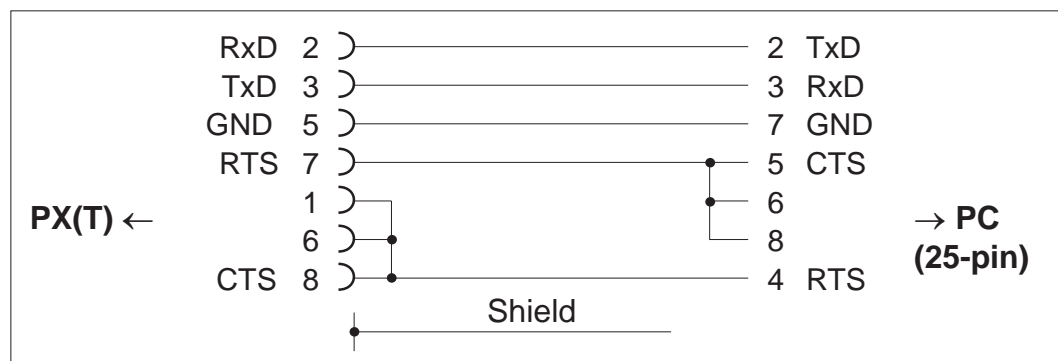 RxD 2 2 TxD
TxD 3 3 RxD
GND 5 7 GND
RTS 7 5 CTS
1 6
PX(T) ← → PC
6 8
(25-pin)
CTS 8 4 RTS
Shield